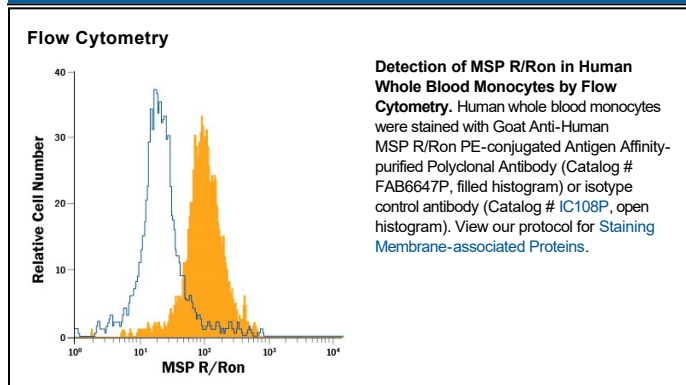 Flow Cytometry
Detection of MSP R/Ron in Human
Whole Blood Monocytes by Flow
Cytometry. Human whole blood monocytes
were stained with Goat Anti-Human
MSP R/Ron PE-conjugated Antigen Affinity-
purified Polyclonal Antibody (Catalog #
FAB6647P, filled histogram) or isotype
control antibody (Catalog # IC108P, open
histogram). View our protocol for Staining
Membrane-associated Proteins.
Relative Cell Number
40
30
20
10
0
10⁰ 10¹ 10² 10³ 10⁴
MSP R/Ron